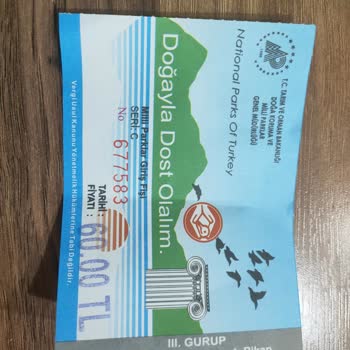 T.C. TARIM VE ORMAN BAKANLIĞI
DOĞA KORUMA VE
MİLLİ PARKLAR
GENEL MÜDÜRLÜĞÜ
National Parks Of Turkey
Doğayla Dost Olalım.
Milli Parklar Giriş Fişi
SERİ C
No 677583
TARİHİ :
FİYATI : 60.00 TL
Vergi Usul Kanunu Yönetmelik Hükümlerine Tabi Değildir.
III. GURUP